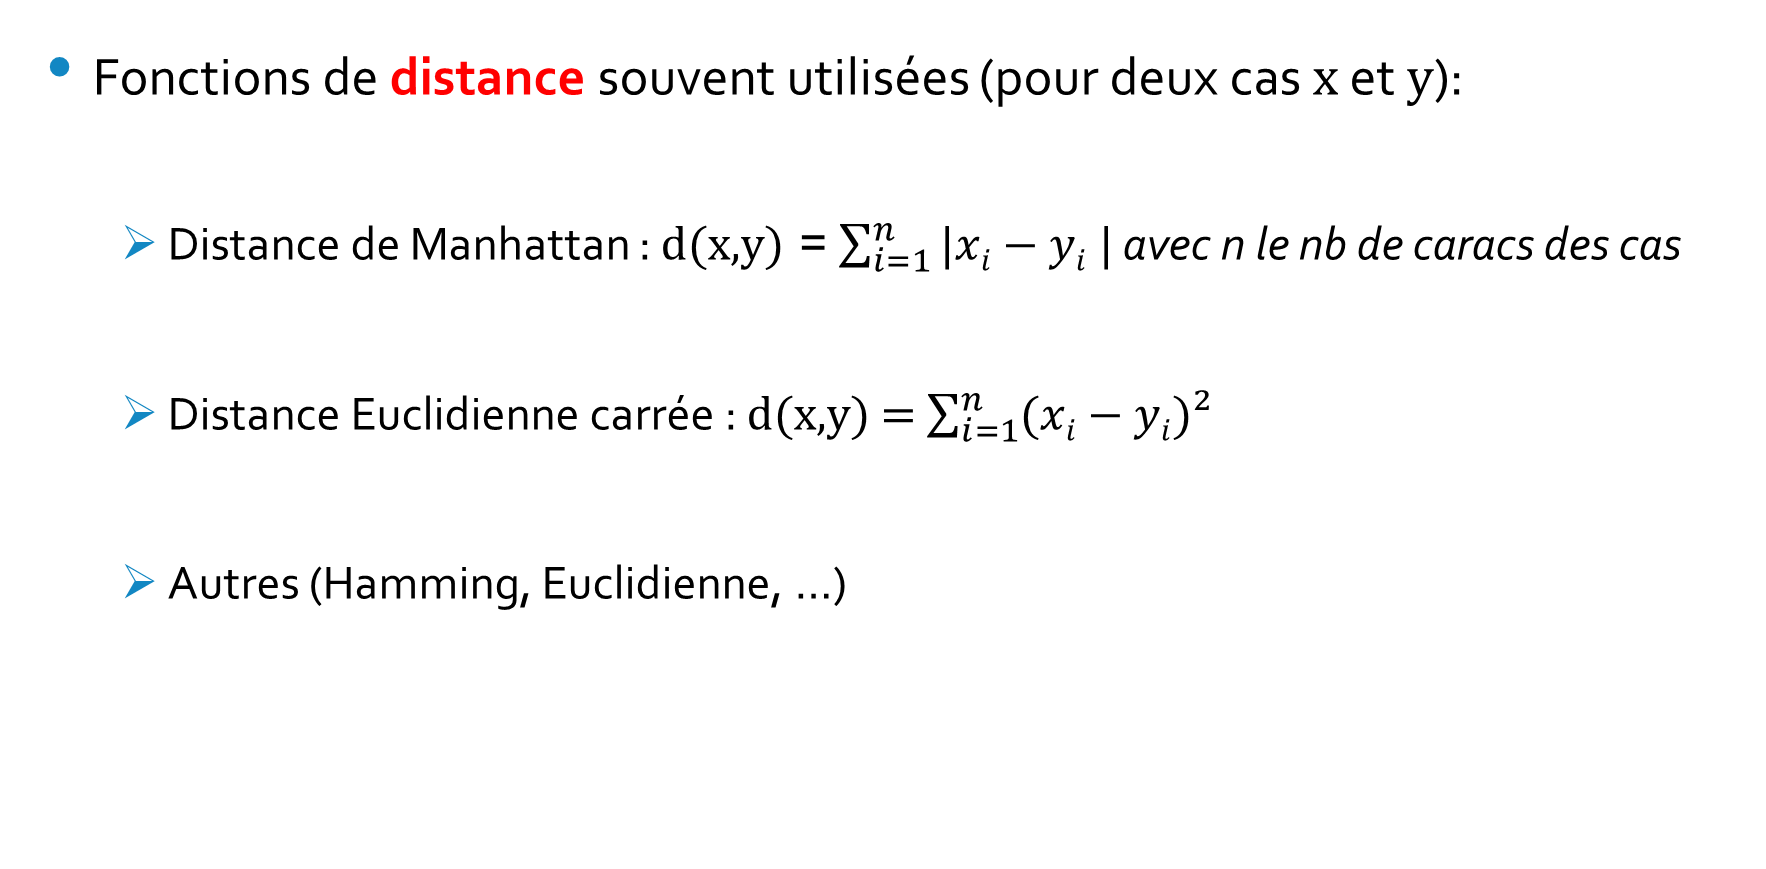 • Fonctions de distance souvent utilisées (pour deux cas x et y):
➢ Distance de Manhattan : d(x,y) = ∑ⁿᵢ₌₁ |xᵢ − yᵢ | avec n le nb de caracs des cas
➢ Distance Euclidienne carrée : d(x,y) = ∑ⁿᵢ₌₁(xᵢ − yᵢ)²
➢ Autres (Hamming, Euclidienne, ...)